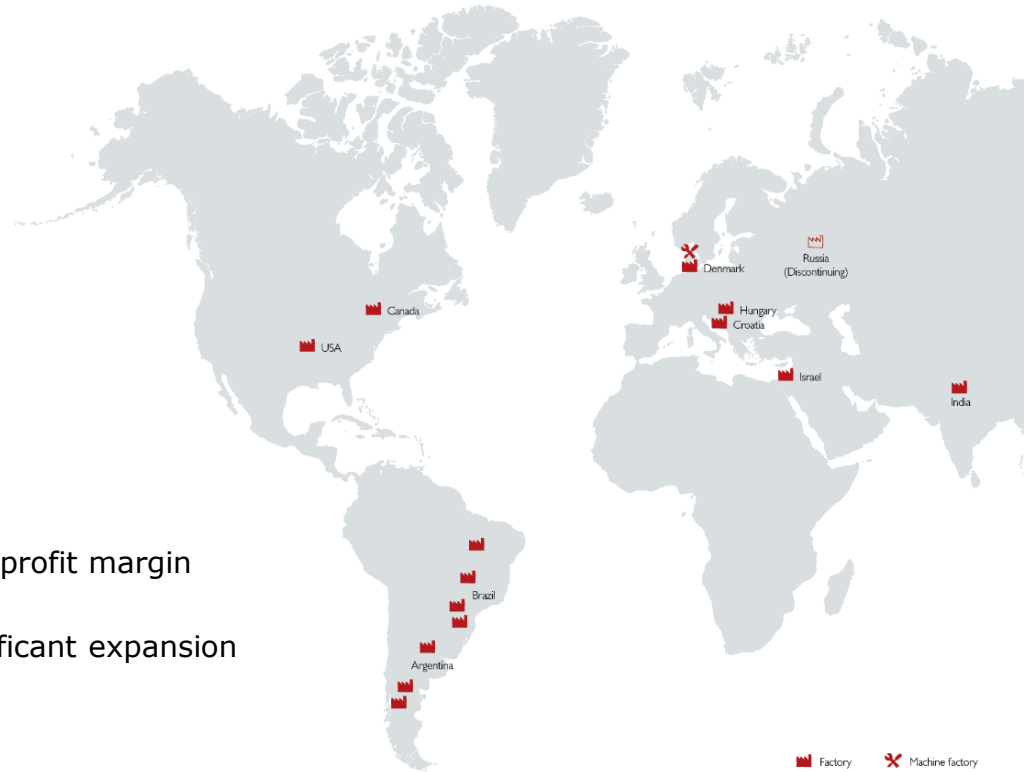 Russia
(Discontinuing)
Denmark
Hungary
Croatia
Canada
USA
Israel
India
profit margin
Brazil
ficant expansion
Argentina
Factory
Machine factory